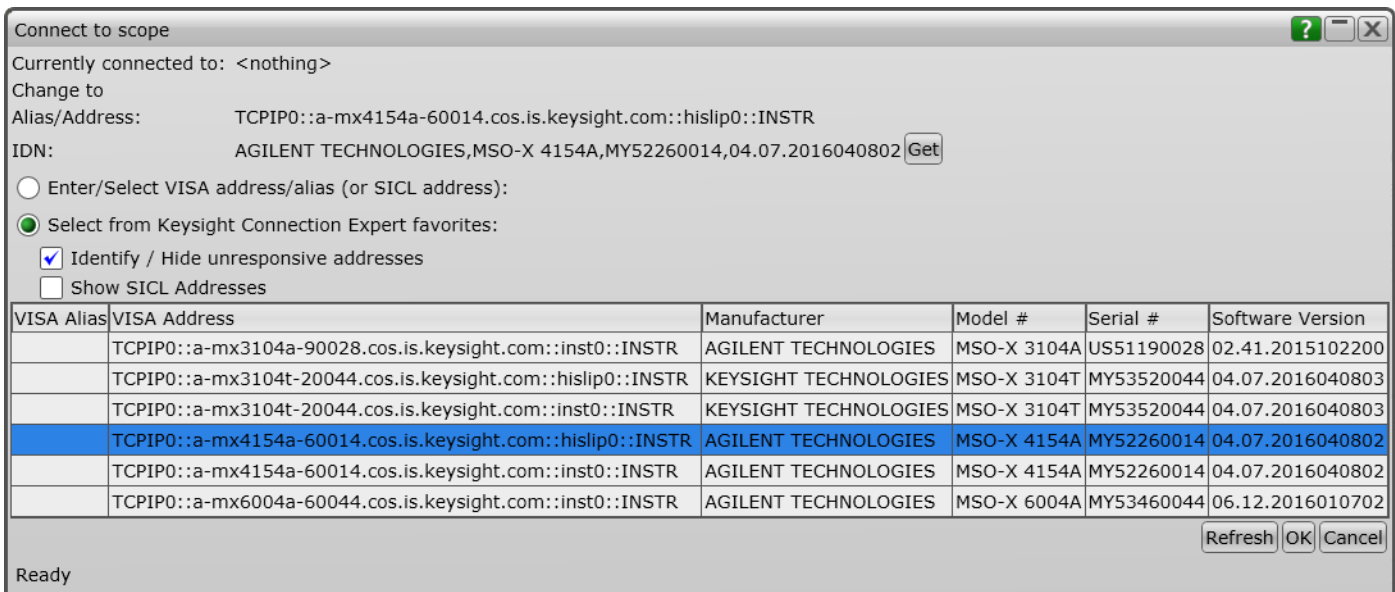 Connect to scope ? X
Currently connected to: <nothing>
Change to
Alias/Address: TCPIP0::a-mx4154a-60014.cos.is.keysight.com::hislip0::INSTR
IDN: AGILENT TECHNOLOGIES,MSO-X 4154A,MY52260014,04.07.2016040802 Get
Enter/Select VISA address/alias (or SICL address):
Select from Keysight Connection Expert favorites:
Identify / Hide unresponsive addresses
Show SICL Addresses
VISA Alias VISA Address Manufacturer Model # Serial # Software Version
TCPIP0::a-mx3104a-90028.cos.is.keysight.com::inst0::INSTR AGILENT TECHNOLOGIES MSO-X 3104A US51190028 02.41.2015102200
TCPIP0::a-mx3104t-20044.cos.is.keysight.com::hislip0::INSTR KEYSIGHT TECHNOLOGIES MSO-X 3104T MY53520044 04.07.2016040803
TCPIP0::a-mx3104t-20044.cos.is.keysight.com::inst0::INSTR KEYSIGHT TECHNOLOGIES MSO-X 3104T MY53520044 04.07.2016040803
TCPIP0::a-mx4154a-60014.cos.is.keysight.com::hislip0::INSTR AGILENT TECHNOLOGIES MSO-X 4154A MY52260014 04.07.2016040802
TCPIP0::a-mx4154a-60014.cos.is.keysight.com::inst0::INSTR AGILENT TECHNOLOGIES MSO-X 4154A MY52260014 04.07.2016040802
TCPIP0::a-mx6004a-60044.cos.is.keysight.com::inst0::INSTR AGILENT TECHNOLOGIES MSO-X 6004A MY53460044 06.12.2016010702
Refresh OK Cancel
Ready